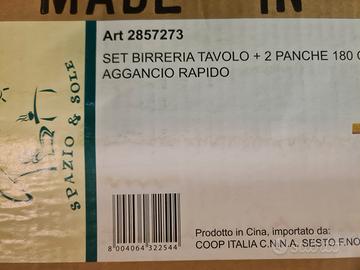 MADE IN
Art 2857273
SET BIRRERIA TAVOLO + 2 PANCHE 180 C
AGGANCIO RAPIDO
SPAZIO & SOLE
8 004064 322544
Prodotto in Cina, importato da:
COOP ITALIA C.N.N.A. SESTO F.NO
subito